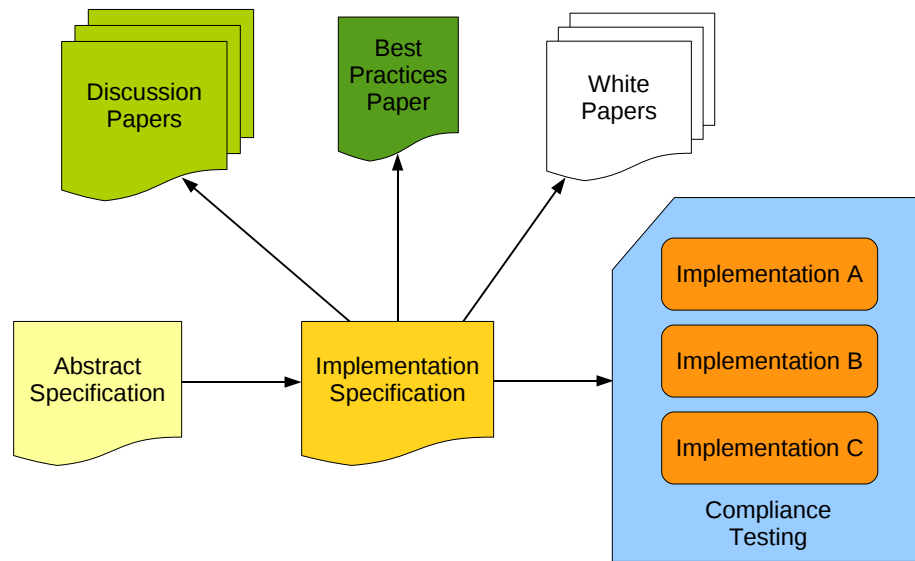 Discussion
Papers
Best
Practices
Paper
White
Papers
Abstract
Specification
Implementation
Specification
Implementation A
Implementation B
Implementation C
Compliance
Testing